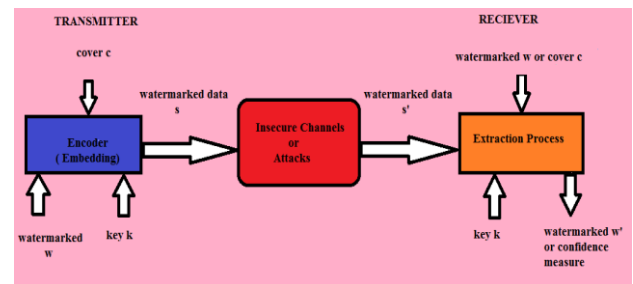 TRANSMITTER
RECIEVER
cover c
watermarked w or cover c
watermarked data
s
watermarked data
s'
Encoder
( Embedding)
Insecure Channels
or
Attacks
Extraction Process
watermarked
w
key k
key k
watermarked w'
or confidence
measure